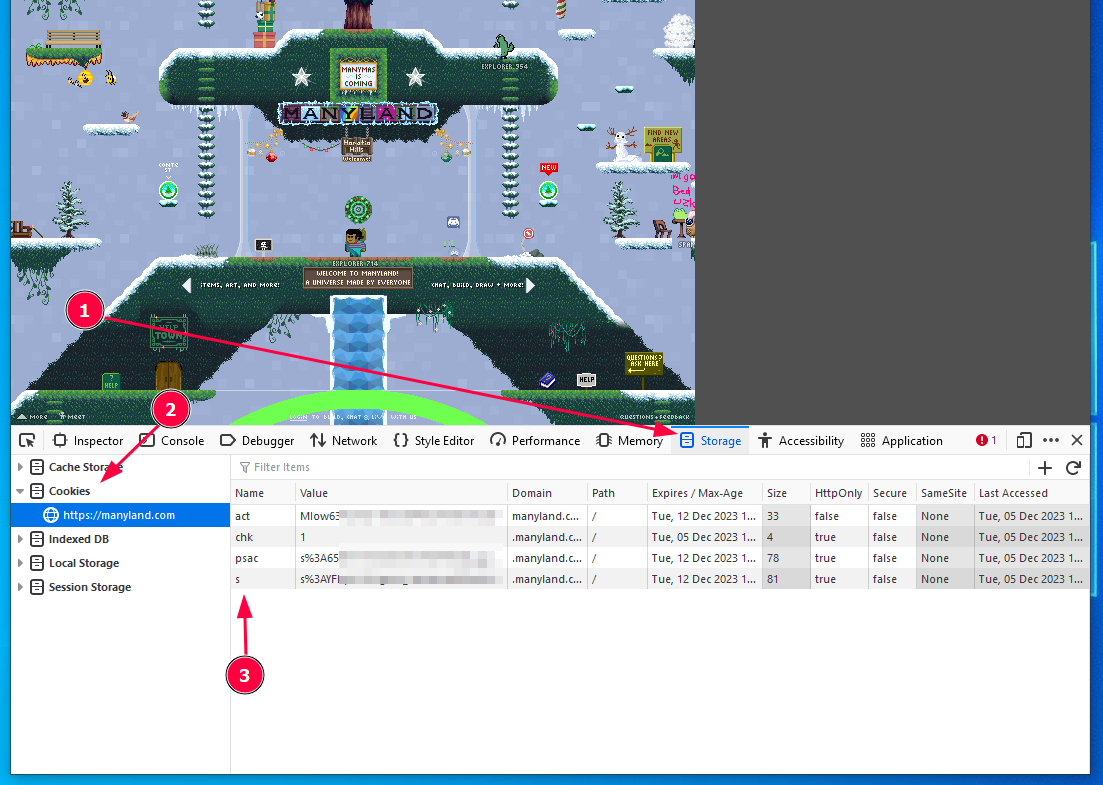 EXPLORER 954
MANYMAS
IS
COMING
MANYLAND
Horatio
Hills
Welcome!
FIND NEW
AREAS
CONTE
ST
NEW
EXPLORER 714
WELCOME TO MANYLAND!
A UNIVERSE MADE BY EVERYONE
ITEMS, ART, AND MORE!
CHAT, BUILD, DRAW + MORE!
HELP
TOWN
QUESTIONS?
ASK HERE
?
HELP
HELP
MORE
MEET
LOGIN TO BUILD, CHAT & LIVE WITH US
QUESTIONS+FEEDBACK
1
2
3
Inspector
Console
Debugger
Network
Style Editor
Performance
Memory
Storage
Accessibility
Application
1
Cache Storage
Cookies
https://manyland.com
Indexed DB
Local Storage
Session Storage
Filter Items
Name Value Domain Path Expires / Max-Age Size HttpOnly Secure SameSite Last Accessed
act MIow63 manyland.c... / Tue, 12 Dec 2023 1... 33 false false None Tue, 05 Dec 2023 1...
chk 1 .manyland.c... / Tue, 05 Dec 2023 1... 4 true false None Tue, 05 Dec 2023 1...
psac s%3A65 .manyland.c... / Tue, 12 Dec 2023 1... 78 true false None Tue, 05 Dec 2023 1...
s s%3AYF .manyland.c... / Tue, 12 Dec 2023 1... 81 true false None Tue, 05 Dec 2023 1...